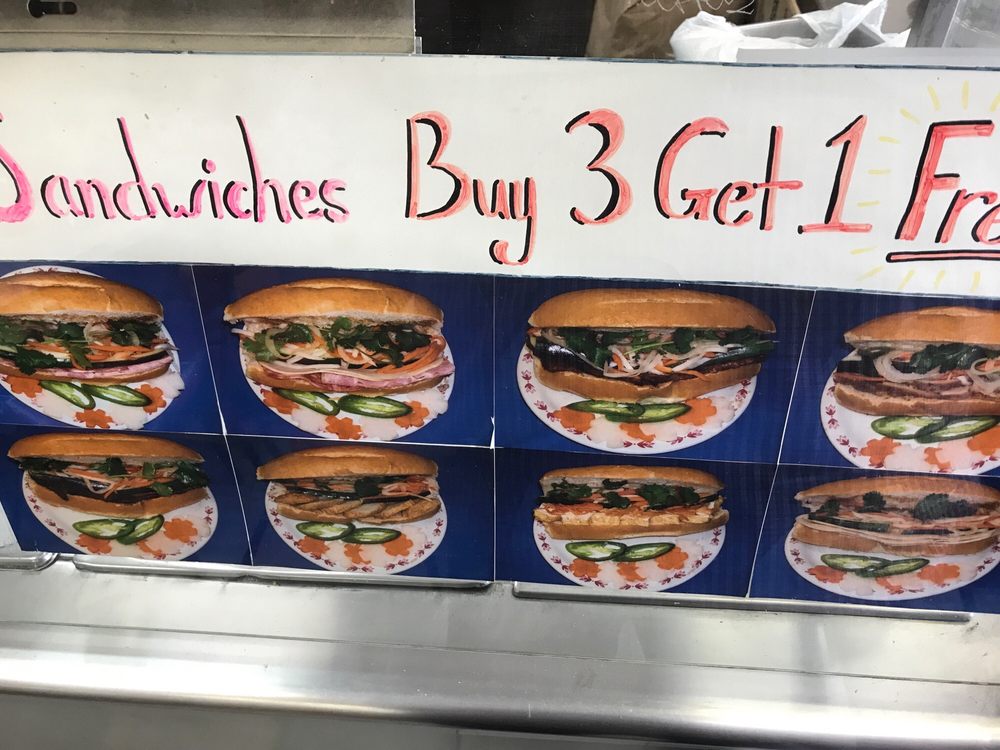 Sandwiches Buy 3 Get 1 Fre